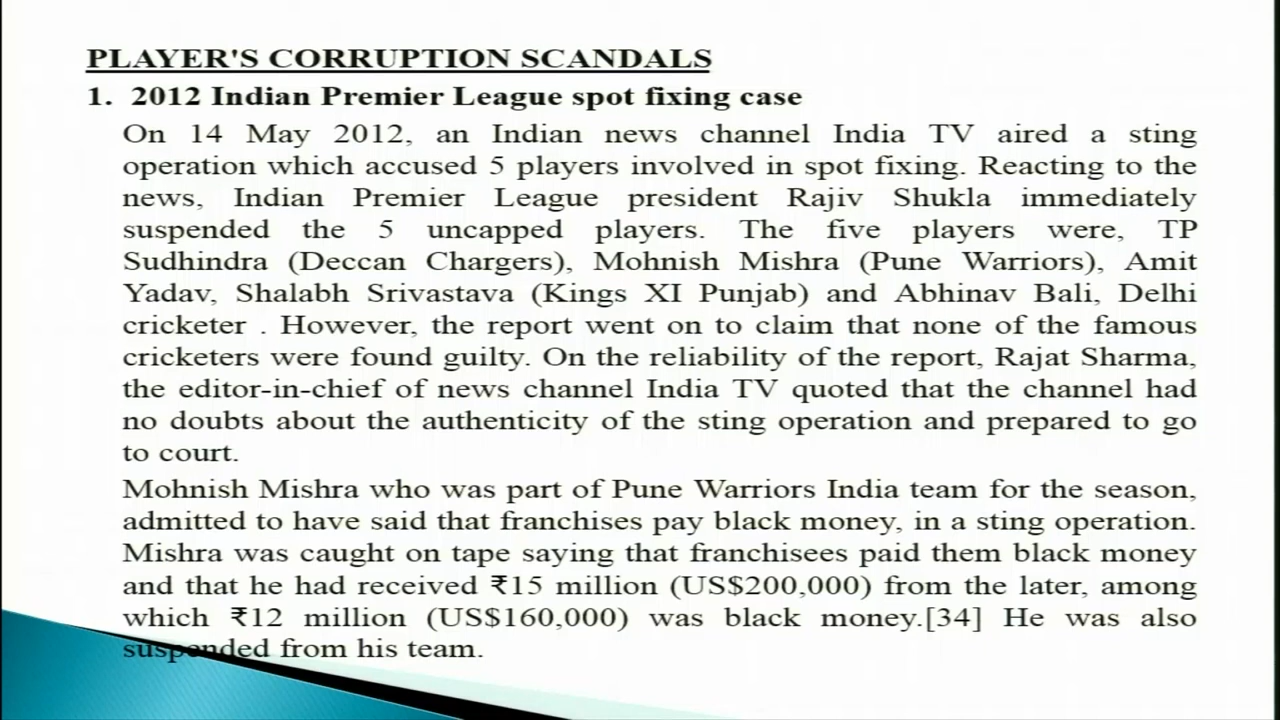 PLAYER'S CORRUPTION SCANDALS
1. 2012 Indian Premier League spot fixing case
On 14 May 2012, an Indian news channel India TV aired a sting
operation which accused 5 players involved in spot fixing. Reacting to the
news, Indian Premier League president Rajiv Shukla immediately
suspended the 5 uncapped players. The five players were, TP
Sudhindra (Deccan Chargers), Mohnish Mishra (Pune Warriors), Amit
Yadav, Shalabh Srivastava (Kings XI Punjab) and Abhinav Bali, Delhi
cricketer . However, the report went on to claim that none of the famous
cricketers were found guilty. On the reliability of the report, Rajat Sharma,
the editor-in-chief of news channel India TV quoted that the channel had
no doubts about the authenticity of the sting operation and prepared to go
to court.
Mohnish Mishra who was part of Pune Warriors India team for the season,
admitted to have said that franchises pay black money, in a sting operation.
Mishra was caught on tape saying that franchisees paid them black money
and that he had received ₹15 million (US$200,000) from the later, among
which ₹12 million (US$160,000) was black money.[34] He was also
suspended from his team.